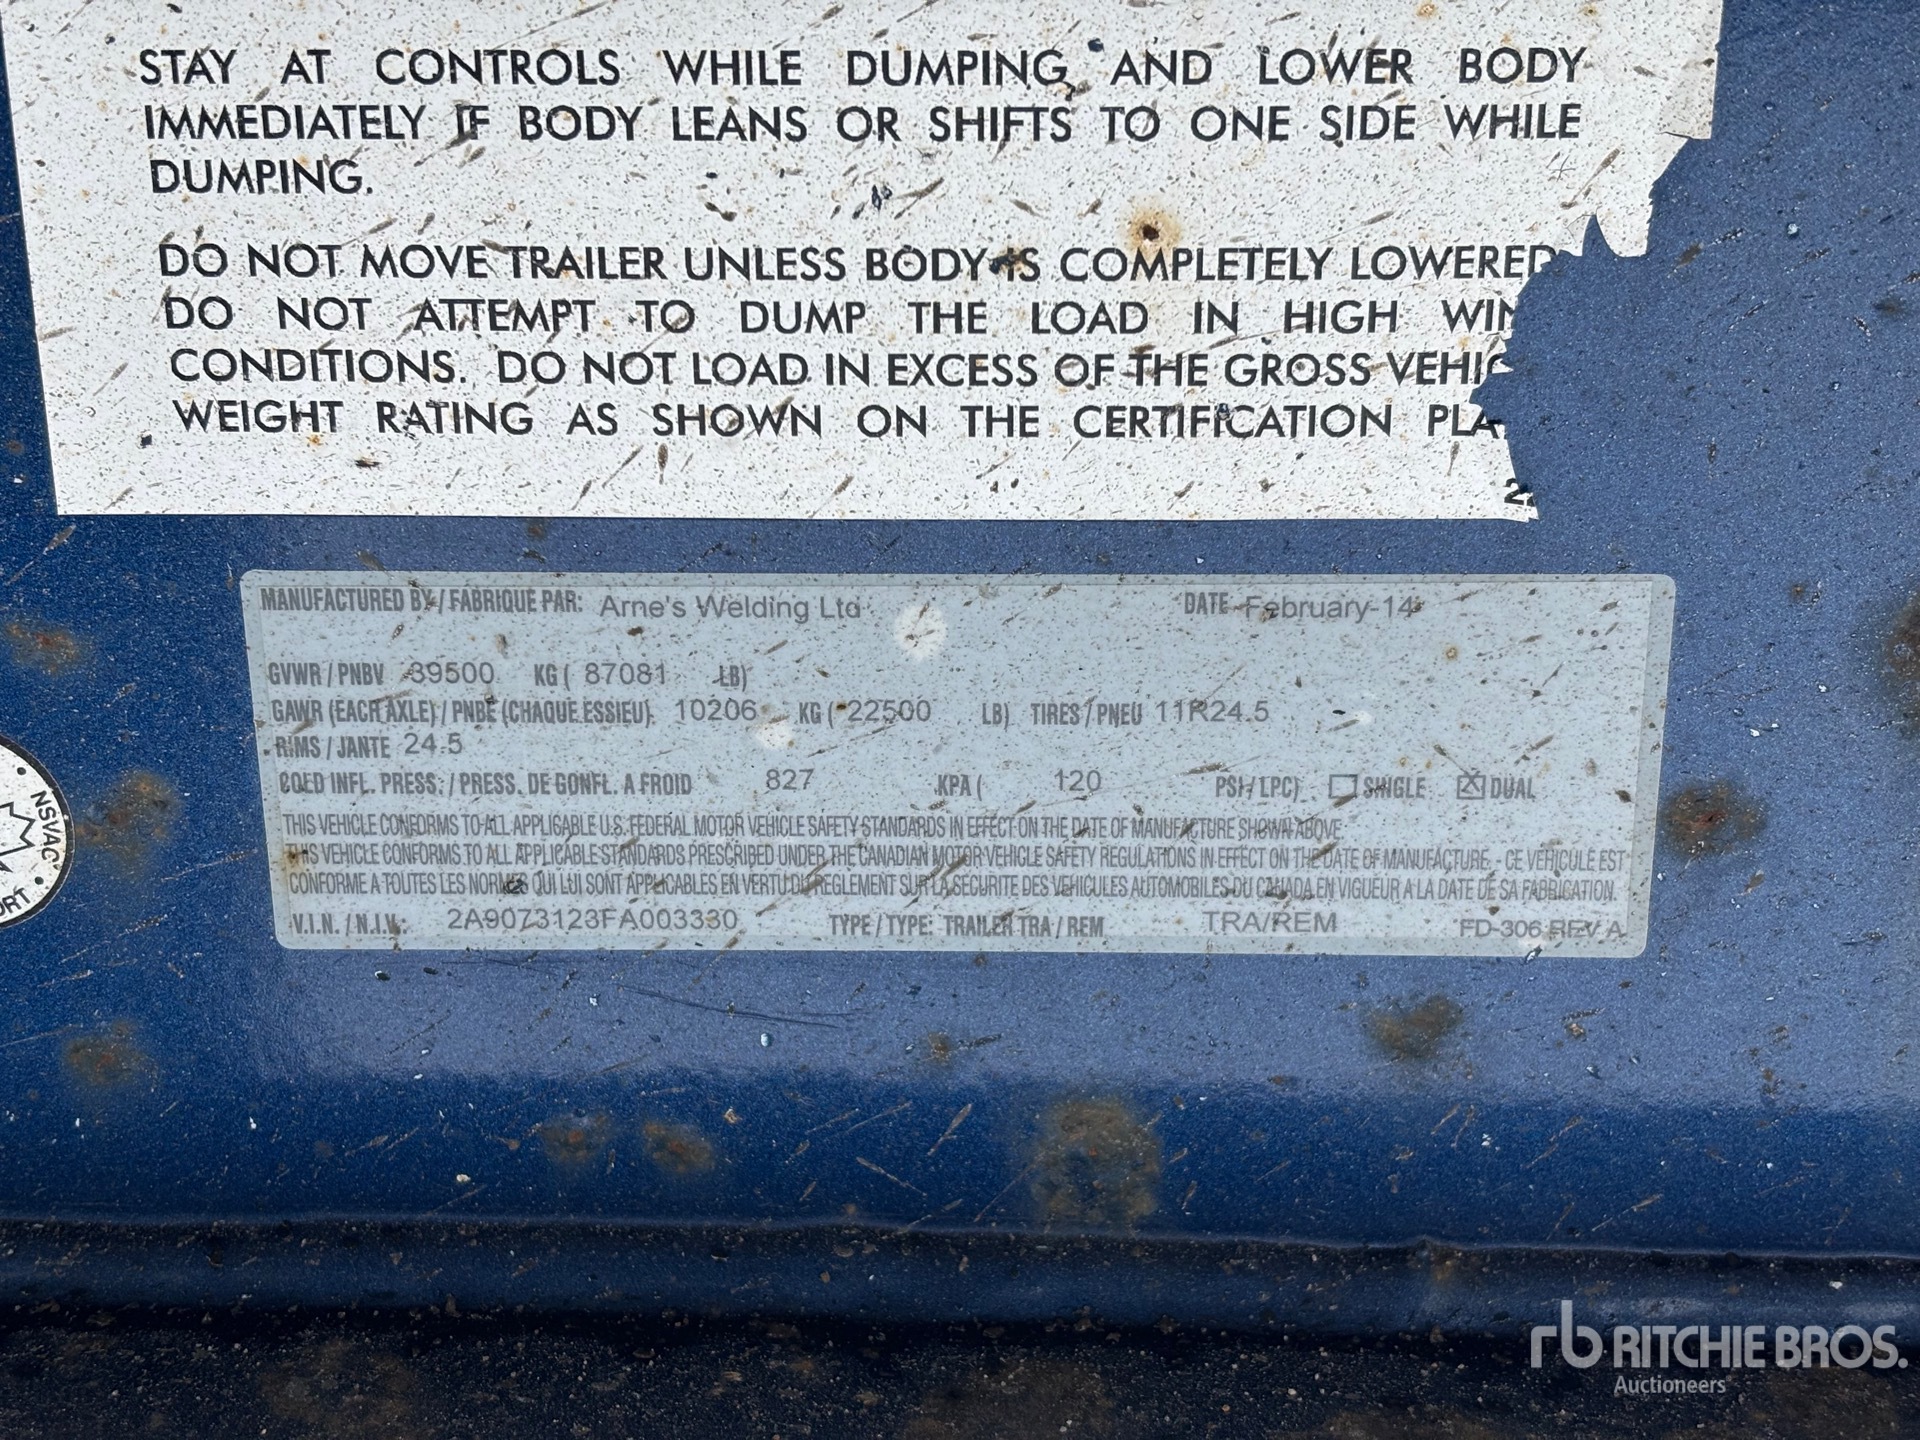 STAY AT CONTROLS WHILE DUMPING AND LOWER BODY
IMMEDIATELY IF BODY LEANS OR SHIFTS TO ONE SIDE WHILE
DUMPING.
DO NOT MOVE TRAILER UNLESS BODY IS COMPLETELY LOWERED
DO NOT ATTEMPT TO DUMP THE LOAD IN HIGH WIN
CONDITIONS. DO NOT LOAD IN EXCESS OF THE GROSS VEHIC
WEIGHT RATING AS SHOWN ON THE CERTIFICATION PLA
MANUFACTURED BY / FABRIQUE PAR: Arne's Welding Ltd DATE February-14
GVWR / PNBV 39500 KG ( 87081 LB)
GAWR (EACH AXLE) / PNBE (CHAQUE ESSIEU). 10206 KG ( 22500 LB) TIRES / PNEU 11R24.5
RIMS / JANTE 24.5
COLD INFL. PRESS. / PRESS. DE GONFL. A FROID 827 KPA ( 120 PSI / LPC) SINGLE DUAL
THIS VEHICLE CONFORMS TO ALL APPLICABLE U.S. FEDERAL MOTOR VEHICLE SAFETY STANDARDS IN EFFECT ON THE DATE OF MANUFACTURE SHOWN ABOVE.
THIS VEHICLE CONFORMS TO ALL APPLICABLE STANDARDS PRESCRIBED UNDER THE CANADIAN MOTOR VEHICLE SAFETY REGULATIONS IN EFFECT ON THE DATE OF MANUFACTURE. - CE VEHICULE EST
CONFORME A TOUTES LES NORMES QUI LUI SONT APPLICABLES EN VERTU DU REGLEMENT SUR LA SECURITE DES VEHICULES AUTOMOBILES DU CANADA EN VIGUEUR A LA DATE DE SA FABRICATION.
V.I.N. / N.I.V.: 2A9073123FA003330 TYPE / TYPE: TRAILER TRA / REM TRA/REM FD-306 REV A
NSVAC
rb RITCHIE BROS.
Auctioneers